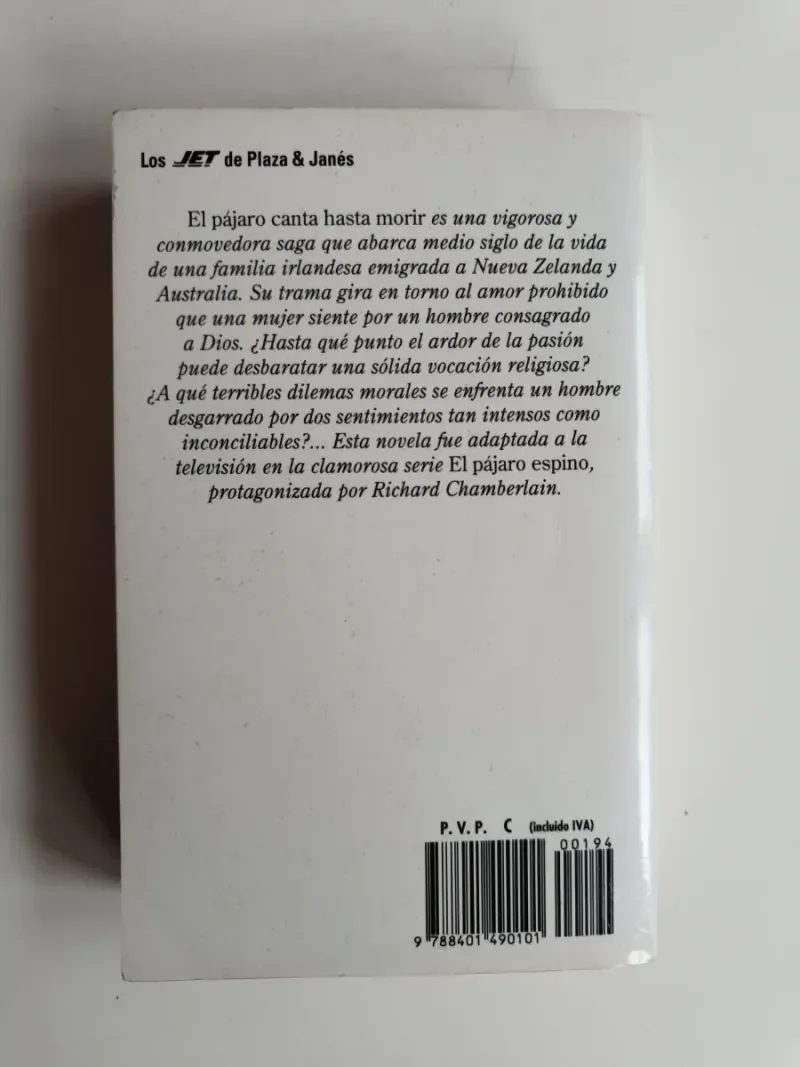 Los JET de Plaza & Janés
El pájaro canta hasta morir es una vigorosa y
conmovedora saga que abarca medio siglo de la vida
de una familia irlandesa emigrada a Nueva Zelanda y
Australia. Su trama gira en torno al amor prohibido
que una mujer siente por un hombre consagrado
a Dios. ¿Hasta qué punto el ardor de la pasión
puede desbaratar una sólida vocación religiosa?
¿A qué terribles dilemas morales se enfrenta un hombre
desgarrado por dos sentimientos tan intensos como
inconciliables?... Esta novela fue adaptada a la
televisión en la clamorosa serie El pájaro espino,
protagonizada por Richard Chamberlain.
P. V. P. C (incluido IVA)
00194
9 788401 490101